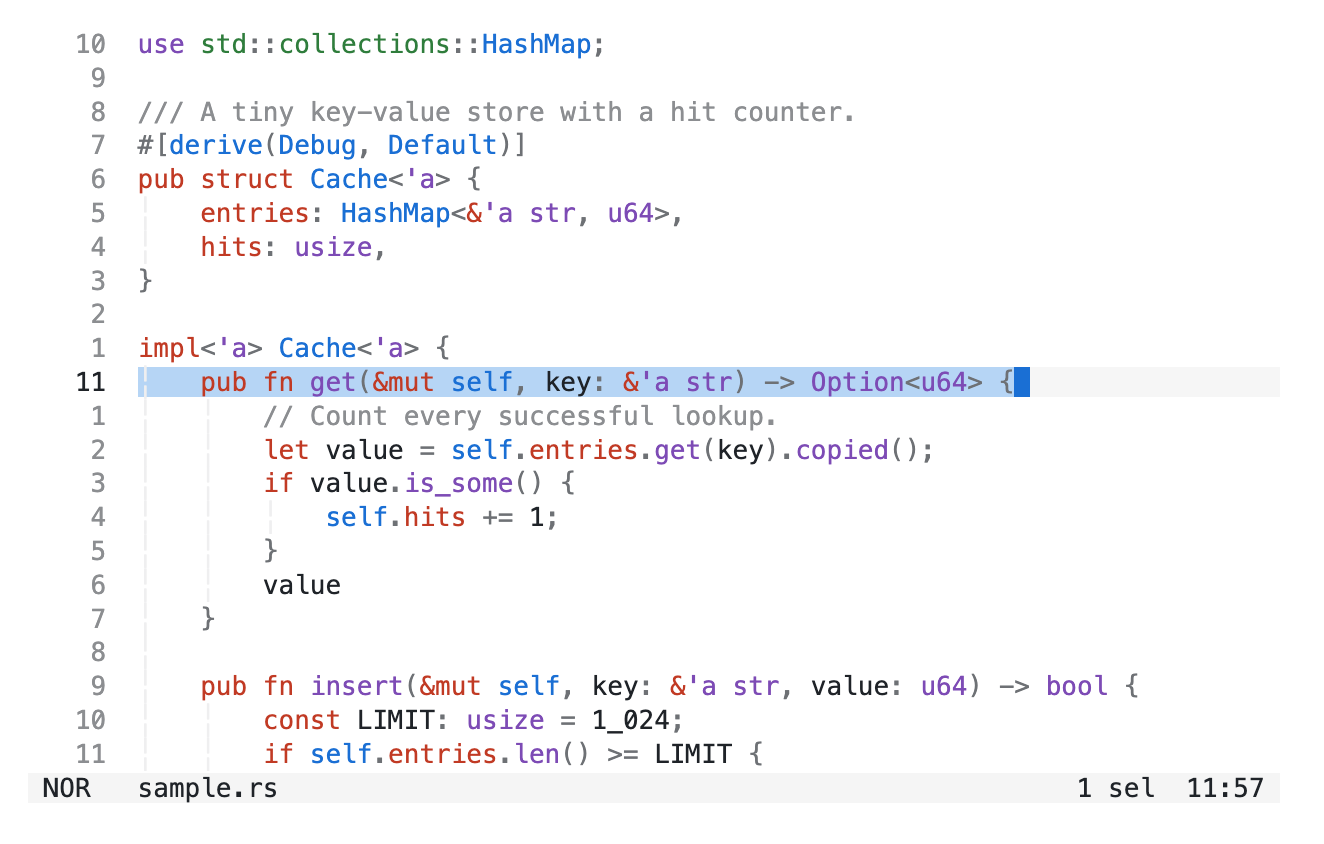 10 use std::collections::HashMap;
9
8 /// A tiny key-value store with a hit counter.
7 #[derive(Debug, Default)]
6 pub struct Cache<'a> {
5     entries: HashMap<&'a str, u64>,
4     hits: usize,
3 }
2
1 impl<'a> Cache<'a> {
11     pub fn get(&mut self, key: &'a str) -> Option<u64> {
1         // Count every successful lookup.
2         let value = self.entries.get(key).copied();
3         if value.is_some() {
4             self.hits += 1;
5         }
6         value
7     }
8
9     pub fn insert(&mut self, key: &'a str, value: u64) -> bool {
10         const LIMIT: usize = 1_024;
11         if self.entries.len() >= LIMIT {
NOR sample.rs 1 sel 11:57